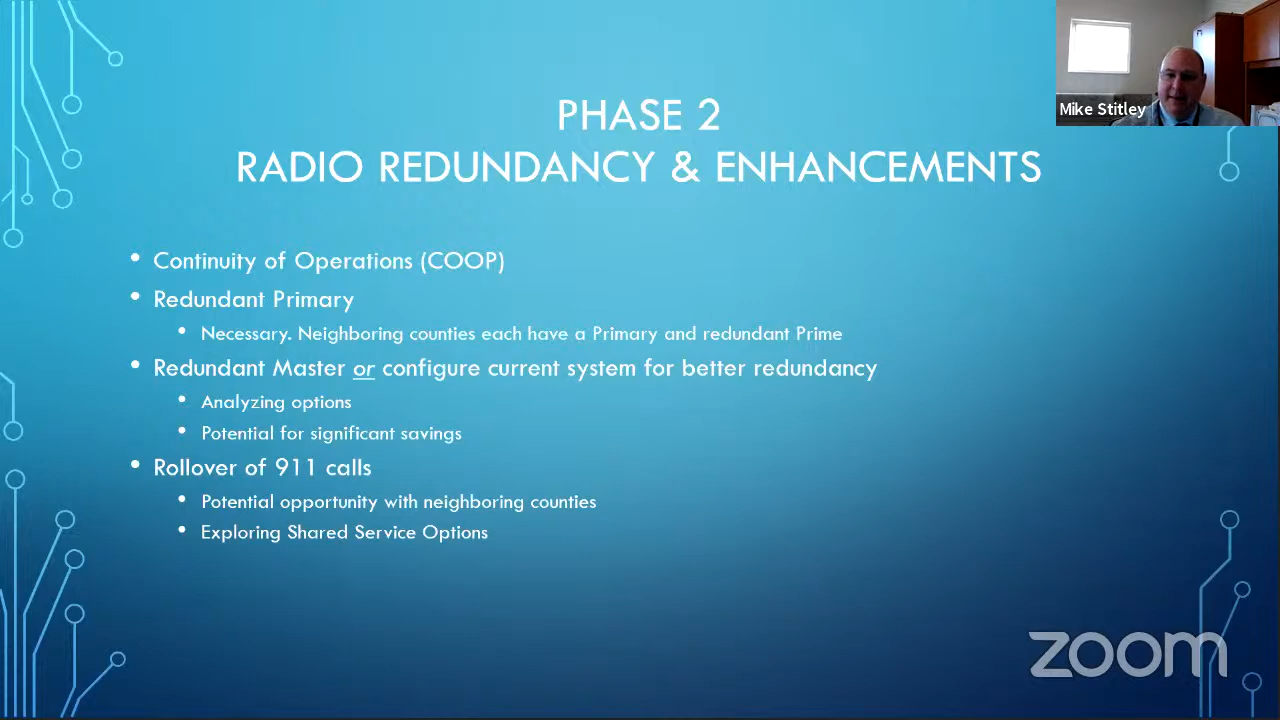 Mike Stitley
PHASE 2
RADIO REDUNDANCY & ENHANCEMENTS
• Continuity of Operations (COOP)
• Redundant Primary
• Necessary. Neighboring counties each have a Primary and redundant Prime
• Redundant Master or configure current system for better redundancy
• Analyzing options
• Potential for significant savings
• Rollover of 911 calls
• Potential opportunity with neighboring counties
• Exploring Shared Service Options
zoom